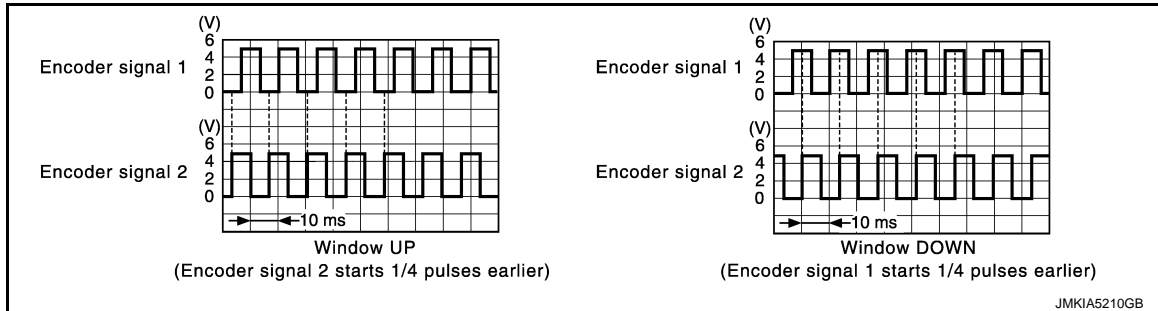 (V)
6
4
2
0
Encoder signal 1
(V)
6
4
2
0
Encoder signal 2
10 ms
Window UP
(Encoder signal 2 starts 1/4 pulses earlier)
(V)
6
4
2
0
Encoder signal 1
(V)
6
4
2
0
Encoder signal 2
10 ms
Window DOWN
(Encoder signal 1 starts 1/4 pulses earlier)
JMKIA5210GB